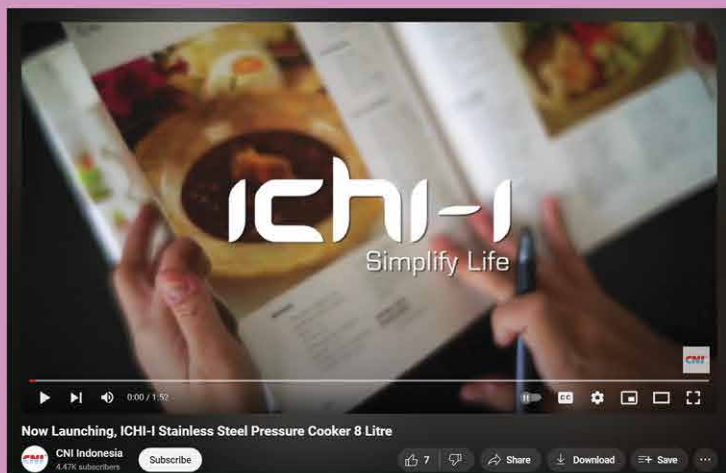 ICHI-I
Simplify Life
CNI
0:00 / 1:52
CC
Now Launching, ICHI-I Stainless Steel Pressure Cooker 8 Litre
CNI
CNI Indonesia
4.47K subscribers
Subscribe
7
Share
Download
Save